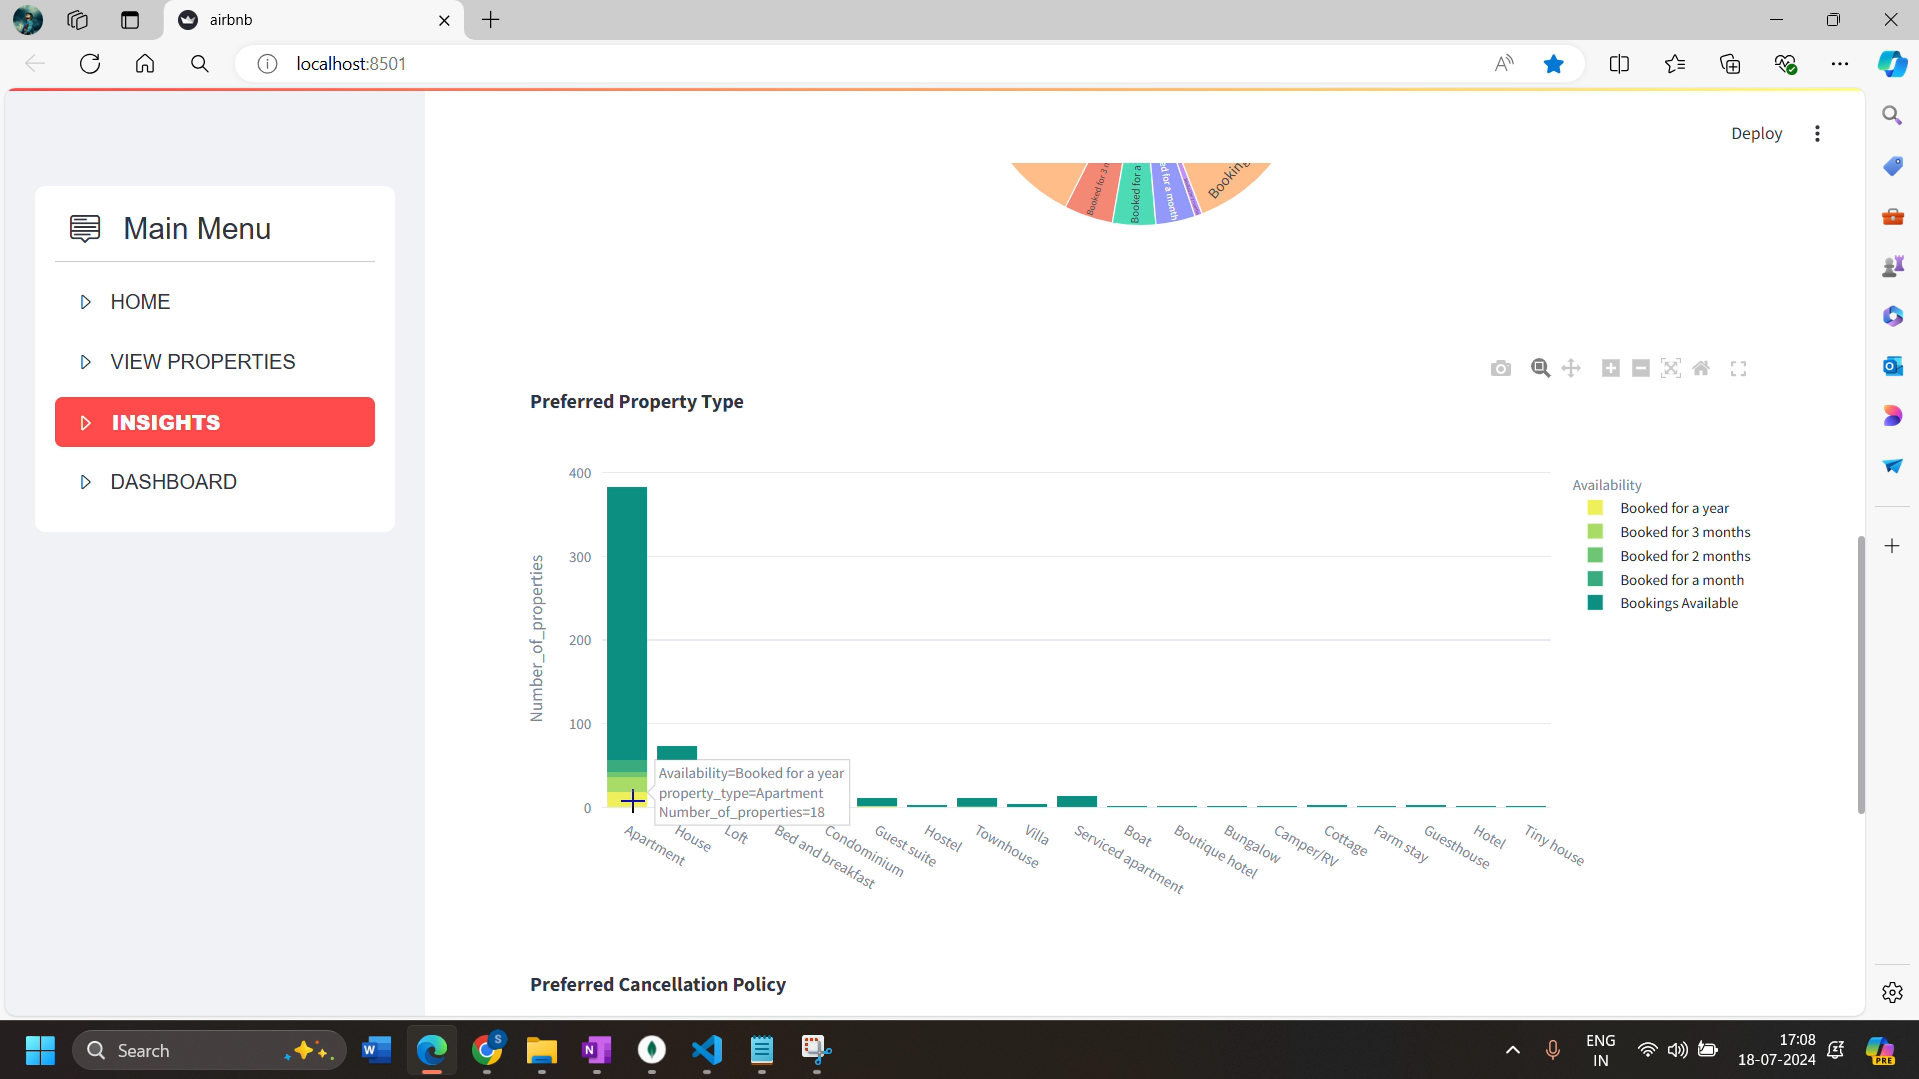 airbnb
localhost:8501
Deploy
Main Menu
HOME
VIEW PROPERTIES
INSIGHTS
DASHBOARD
Booked for 3 m
Booked for a
ed for a month
Booking
Preferred Property Type
Number_of_properties
400
300
200
100
0
Availability
Booked for a year
Booked for 3 months
Booked for 2 months
Booked for a month
Bookings Available
Availability=Booked for a year
property_type=Apartment
Number_of_properties=18
Apartment
House
Loft
Bed and breakfast
Condominium
Guest suite
Hostel
Townhouse
Villa
Serviced apartment
Boat
Boutique hotel
Bungalow
Camper/RV
Cottage
Farm stay
Guesthouse
Hotel
Tiny house
Preferred Cancellation Policy
Search
S
ENG
IN
17:08
18-07-2024
PRE